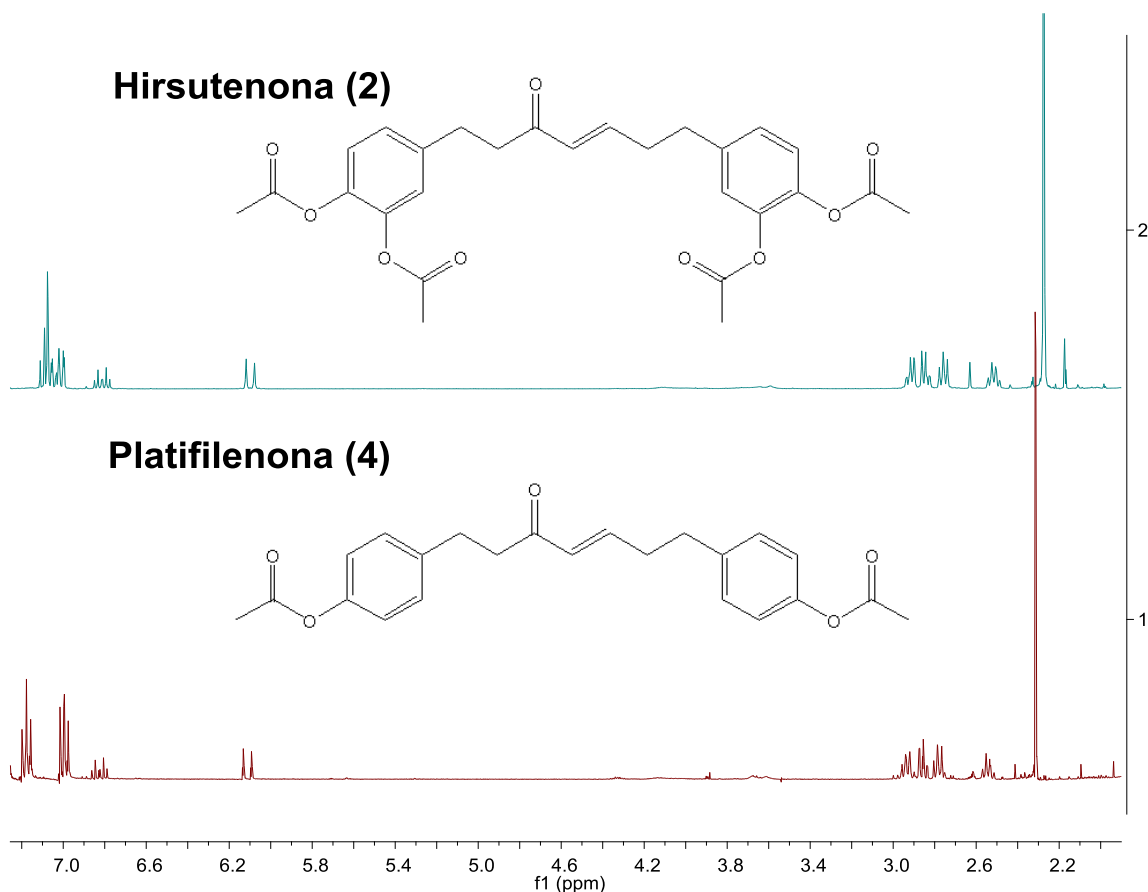 Hirsutenona (2)
O
O
O
O
O
O
O
O
O
2
Platifilenona (4)
O
O
O
O
O
1
7.0 6.6 6.2 5.8 5.4 5.0 4.6 4.2 3.8 3.4 3.0 2.6 2.2
f1 (ppm)